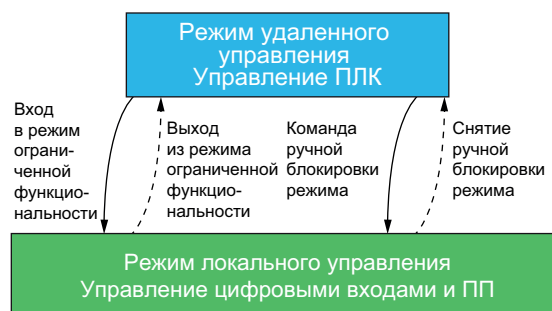 Режим удаленного
управления
Управление ПЛК
Вход
в режим
ограни-
ченной
функцио-
нальности
Выход
из режима
ограниченной
функцио-
нальности
Команда
ручной
блокировки
режима
Снятие
ручной
блокировки
режима
Режим локального управления
Управление цифровыми входами и ПП